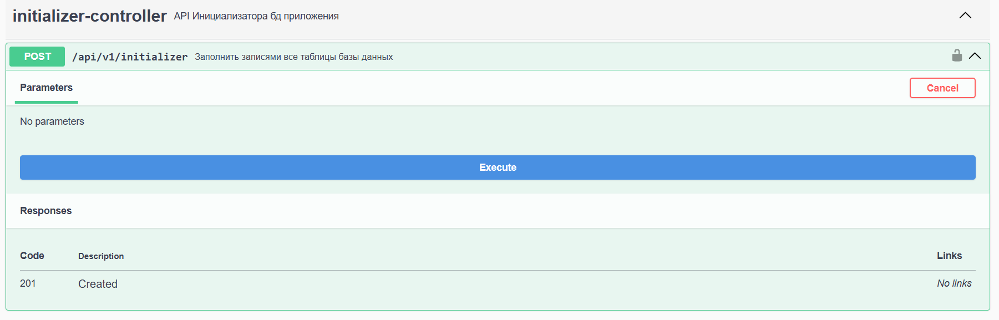 initializer-controller API Инициализатора бд приложения
POST /api/v1/initializer Заполнить записями все таблицы базы данных
Parameters Cancel
No parameters
Execute
Responses
Code Description Links
201 Created No links